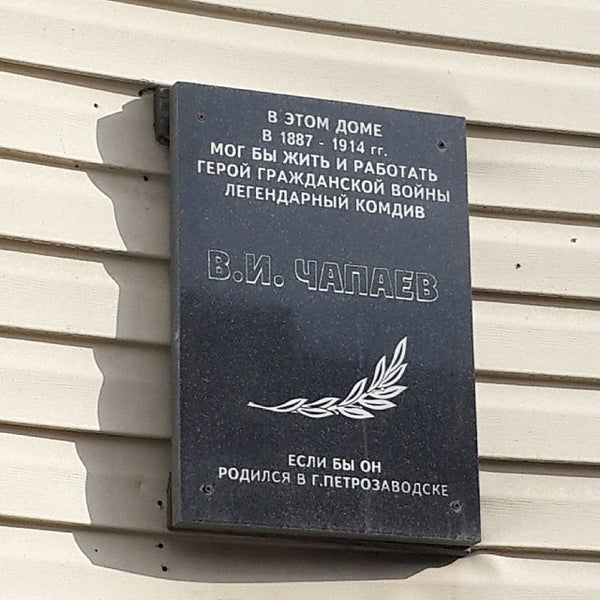 В ЭТОМ ДОМЕ
В 1887 - 1914 гг.
МОГ БЫ ЖИТЬ И РАБОТАТЬ
ГЕРОЙ ГРАЖДАНСКОЙ ВОЙНЫ
ЛЕГЕНДАРНЫЙ КОМДИВ
В.И. ЧАПАЕВ
ЕСЛИ БЫ ОН
РОДИЛСЯ В Г.ПЕТРОЗАВОДСКЕ